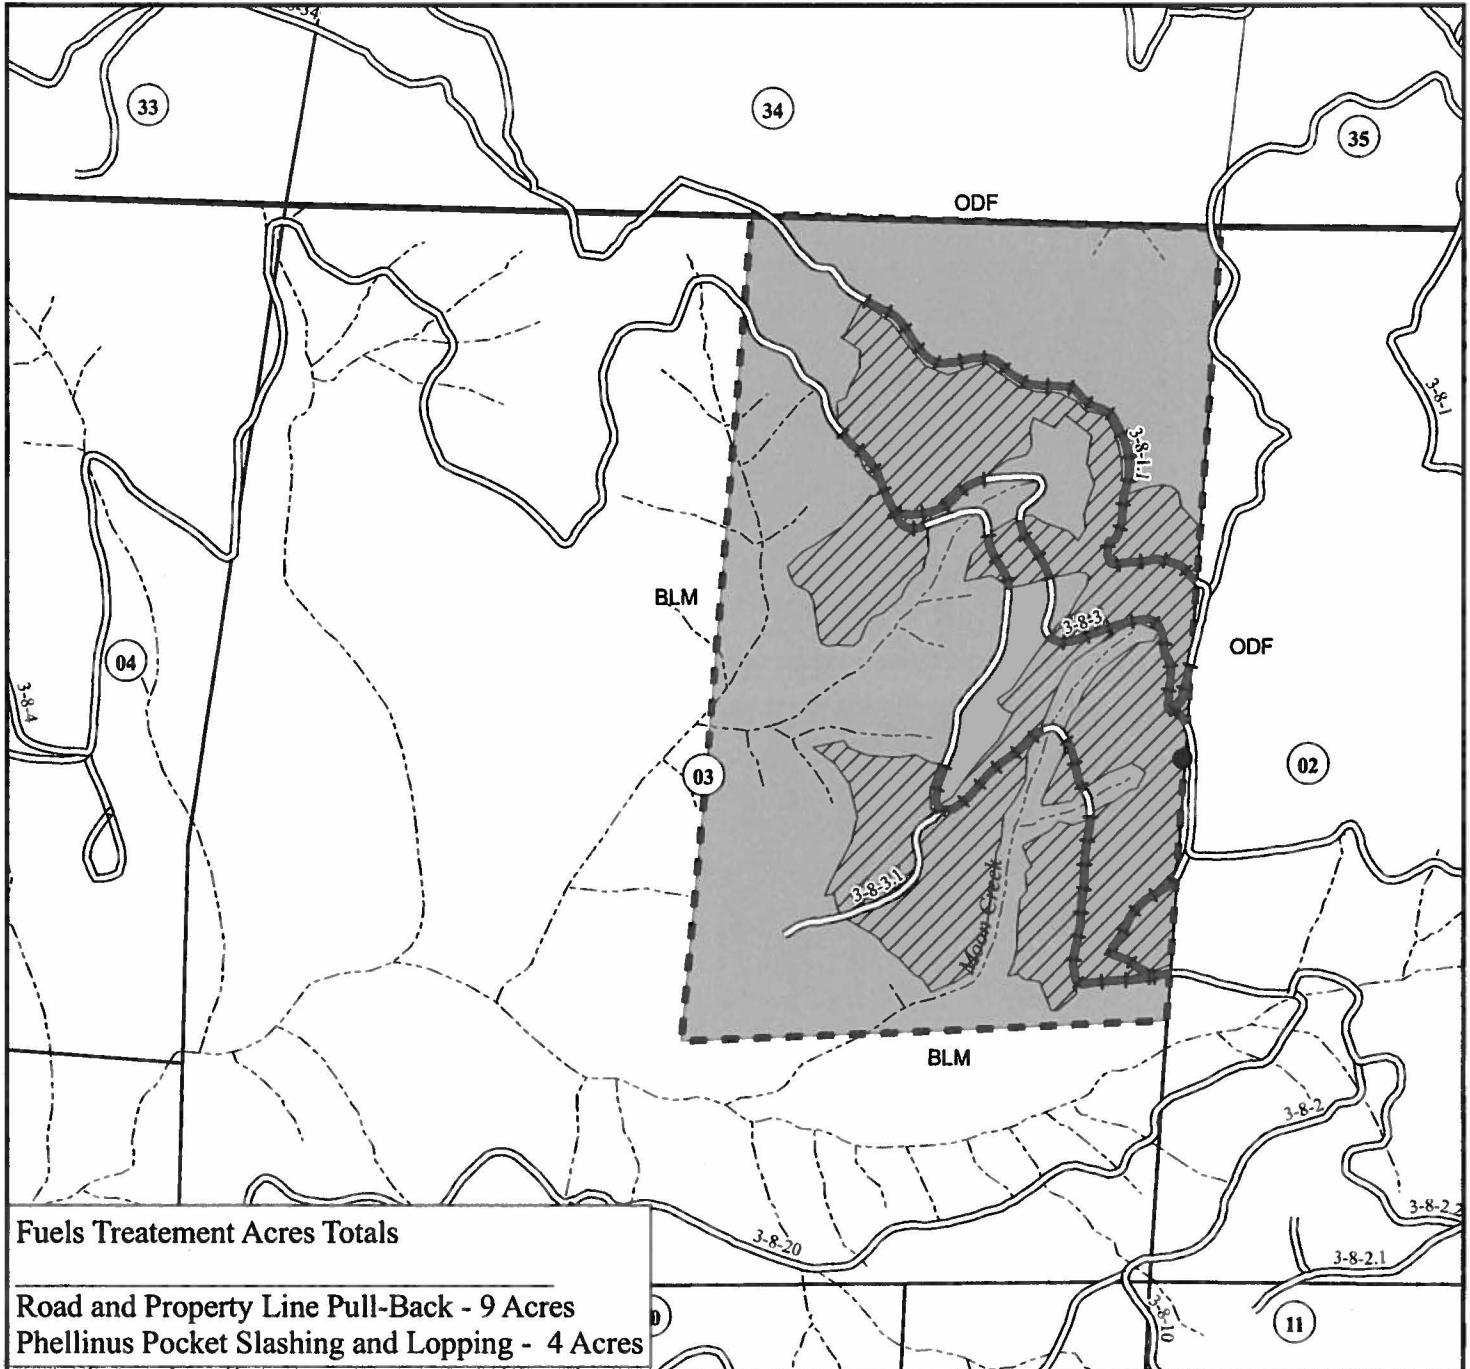 8-34
33
34
35
ODF
3-8-1
3-8-1.1
BLM
3-8-3
ODF
04
3-8-4
03
02
3-8-3.1
Moon Creek
BLM
3-8-2
3-8-2.2
3-8-20
3-8-2.1
3-8-10
11
Fuels Treatement Acres Totals
Road and Property Line Pull-Back - 9 Acres
Phellinus Pocket Slashing and Lopping - 4 Acres